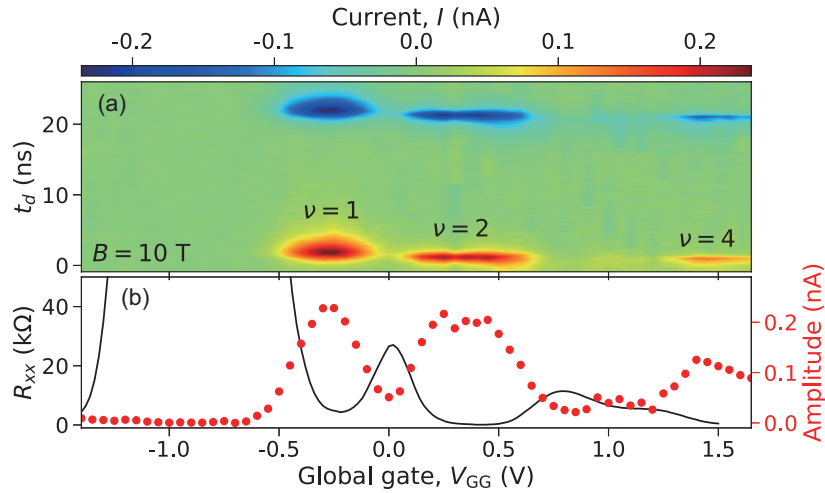 Current, I (nA)
-0.2 -0.1 0.0 0.1 0.2
(a)
20
10
0
t_d (ns)
ν = 1
ν = 2
ν = 4
B = 10 T
(b)
40
20
0
R_xx (kΩ)
0.2
0.1
0.0
Amplitude (nA)
-1.0 -0.5 0.0 0.5 1.0 1.5
Global gate, V_GG (V)